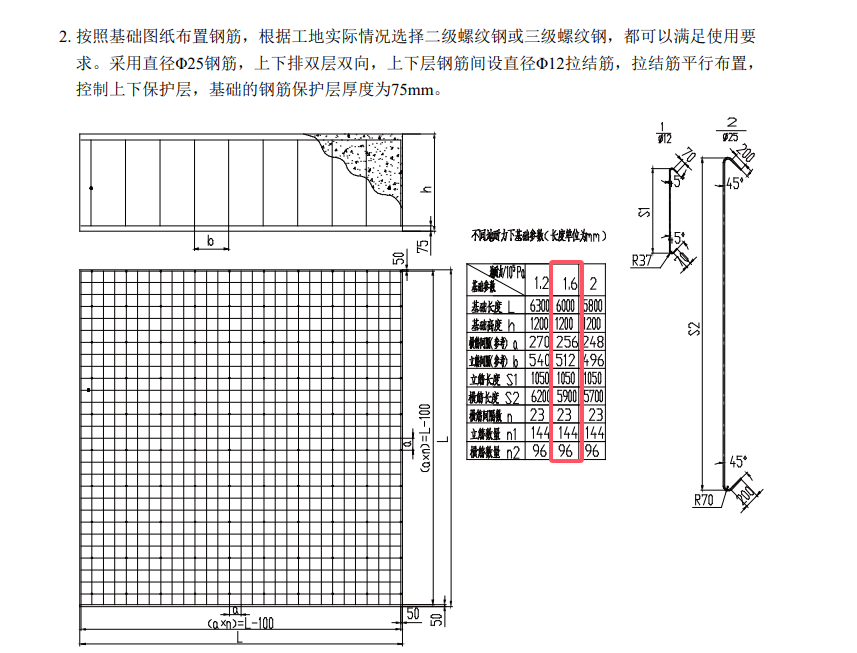 2. 按照基础图纸布置钢筋，根据工地实际情况选择二级螺纹钢或三级螺纹钢，都可以满足使用要
求。采用直径Φ25钢筋，上下排双层双向，上下层钢筋间设直径Φ12拉结筋，拉结筋平行布置，
控制上下保护层，基础的钢筋保护层厚度为75mm。
h
b
75
50
1
Φ12
70
45°
S1
45°
R37
70
2
Φ25
200
45°
S2
45°
R70
200
不同地耐力下基础参数（长度单位为mm）
地耐力/10⁵Pa 1.2 1.6 2
基础参数
基础长度 L 6300 6000 5800
基础高度 h 1200 1200 1200
横筋间距(参考) a 270 256 248
立筋间距(参考) b 540 512 496
立筋长度 S1 1050 1050 1050
横筋长度 S2 6200 5900 5700
横筋间隔数 n 23 23 23
立筋数量 n1 144 144 144
横筋数量 n2 96 96 96
a
(a×n)=L-100
L
a
(a×n)=L-100
50
50
L